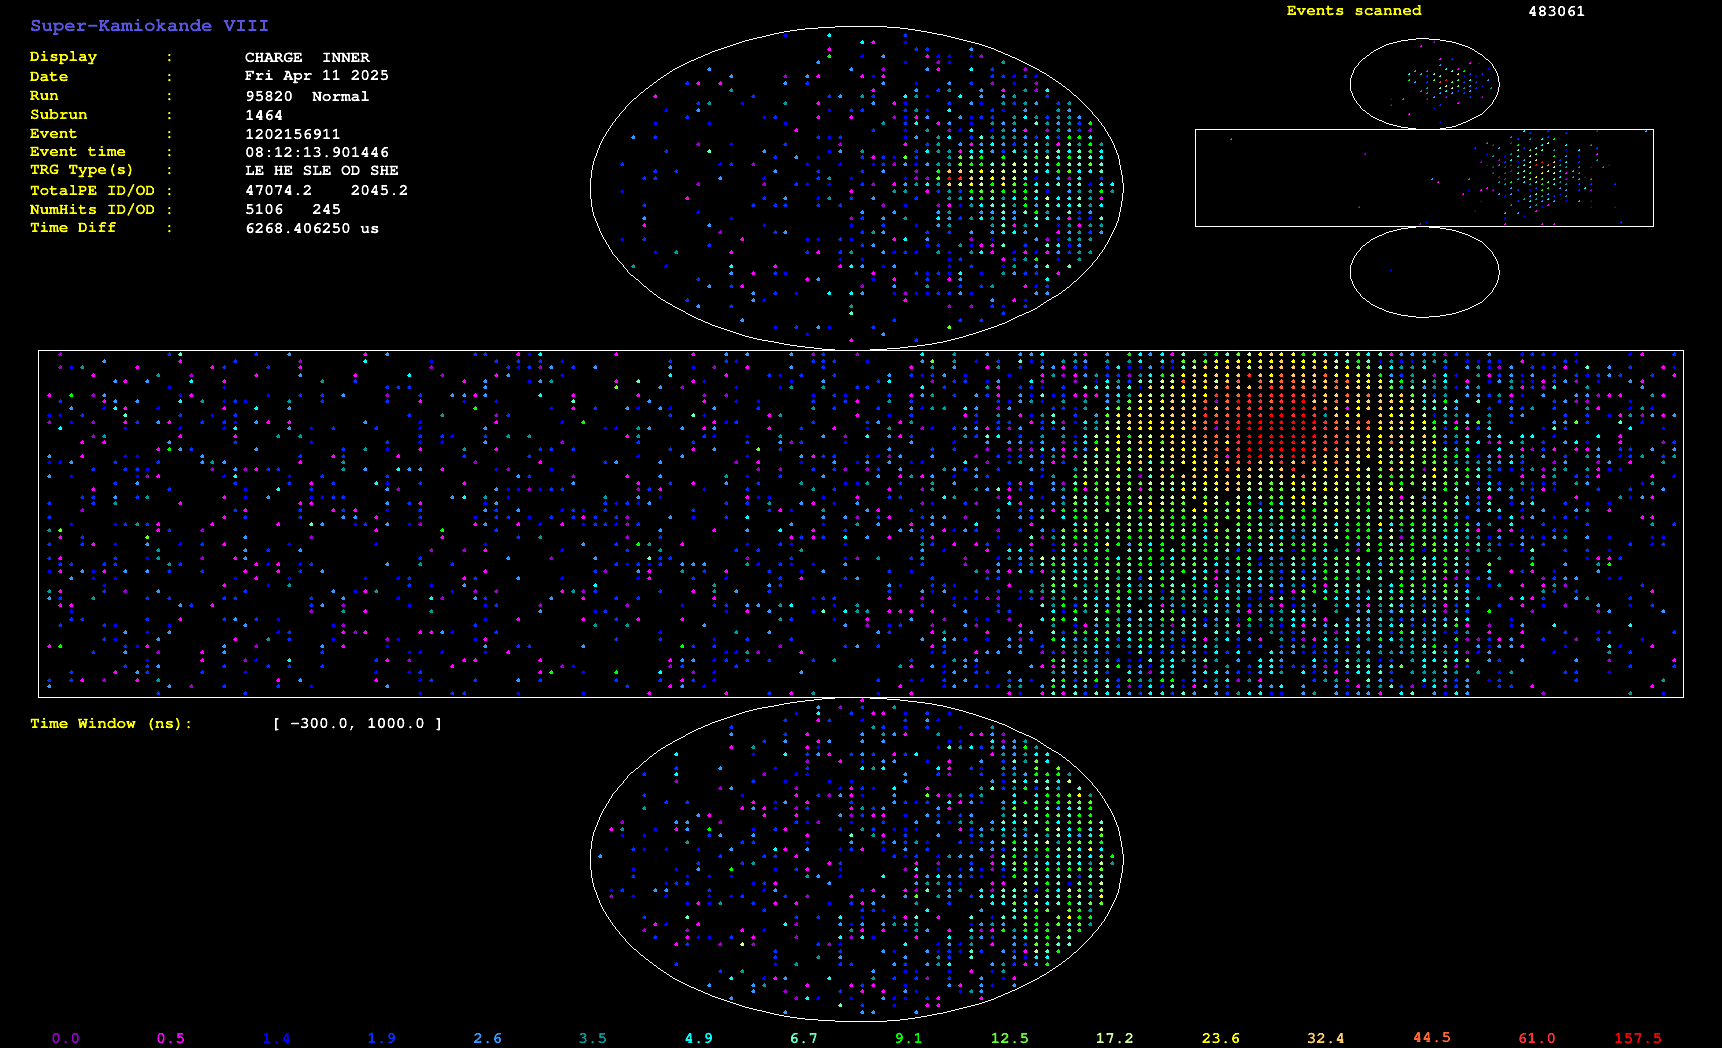 Super-Kamiokande VIII
Events scanned 483061
Display : CHARGE INNER
Date : Fri Apr 11 2025
Run : 95820 Normal
Subrun : 1464
Event : 1202156911
Event time : 08:12:13.901446
TRG Type(s) : LE HE SLE OD SHE
TotalPE ID/OD : 47074.2 2045.2
NumHits ID/OD : 5106 245
Time Diff : 6268.406250 us
Time Window (ns): [ -300.0, 1000.0 ]
0.0 0.5 1.4 1.9 2.6 3.5 4.9 6.7 9.1 12.5 17.2 23.6 32.4 44.5 61.0 157.5